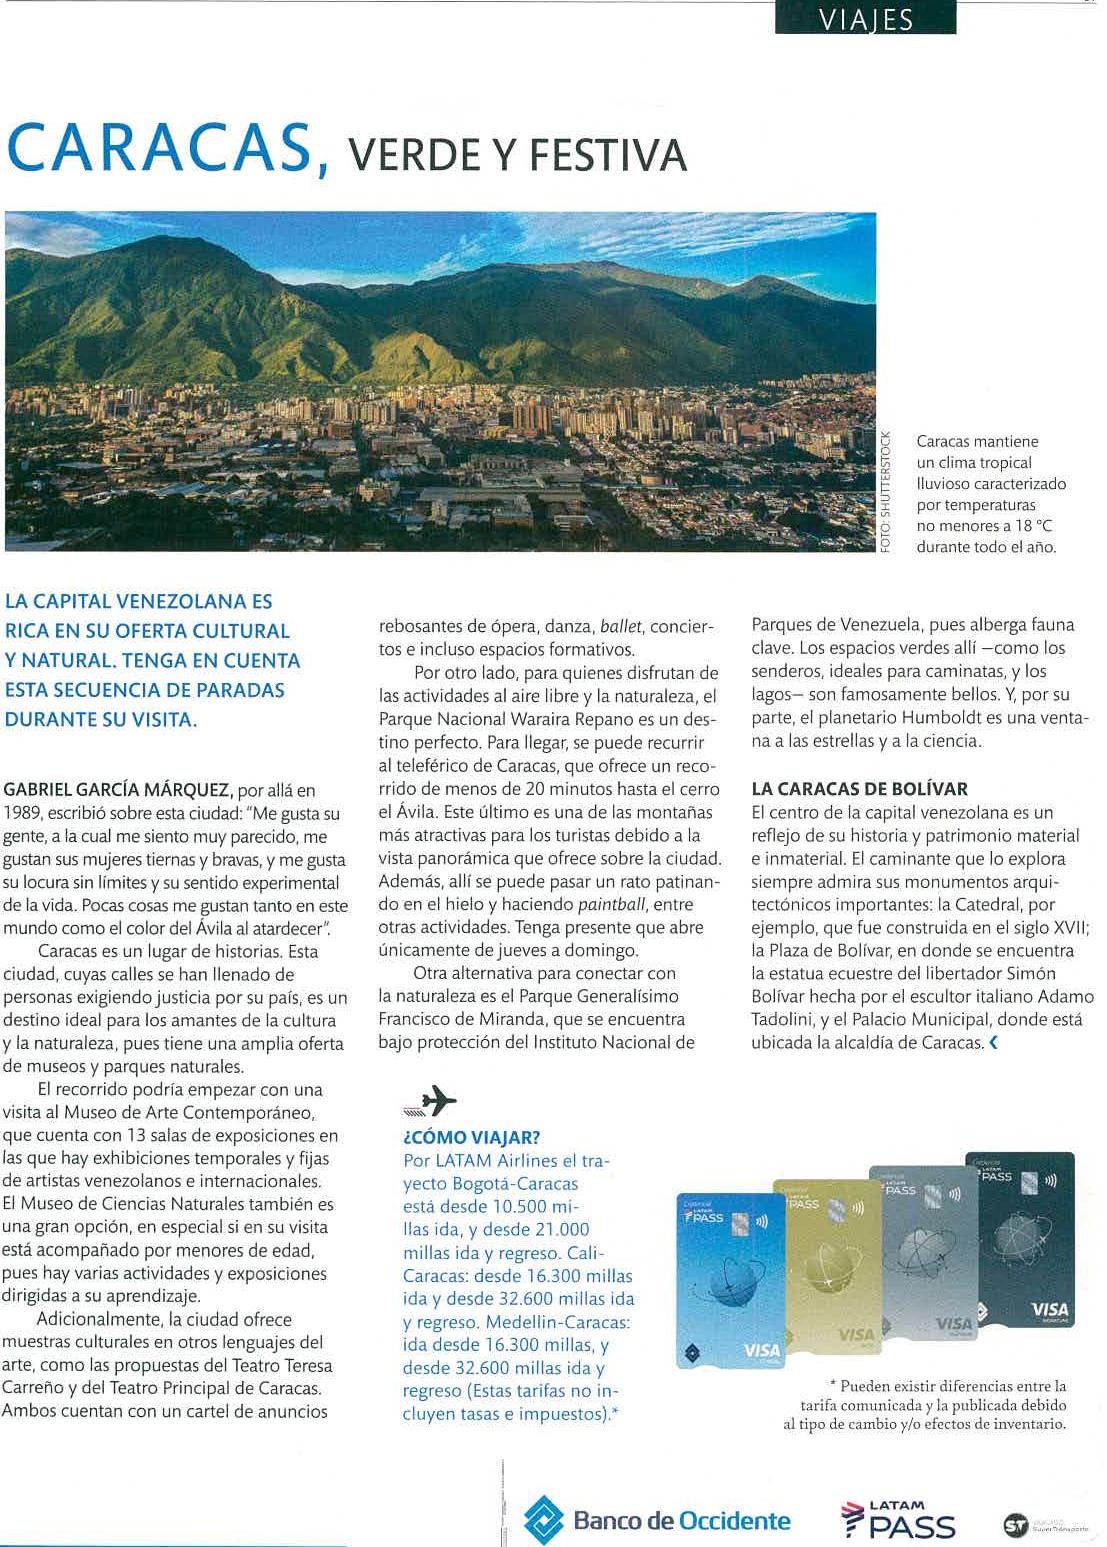 VIAJES
CARACAS, VERDE Y FESTIVA
FOTO: SHUTTERSTOCK
Caracas mantiene
un clima tropical
lluvioso caracterizado
por temperaturas
no menores a 18 °C
durante todo el año.
LA CAPITAL VENEZOLANA ES
RICA EN SU OFERTA CULTURAL
Y NATURAL. TENGA EN CUENTA
ESTA SECUENCIA DE PARADAS
DURANTE SU VISITA.
GABRIEL GARCÍA MÁRQUEZ, por allá en
1989, escribió sobre esta ciudad: "Me gusta su
gente, a la cual me siento muy parecido, me
gustan sus mujeres tiernas y bravas, y me gusta
su locura sin límites y su sentido experimental
de la vida. Pocas cosas me gustan tanto en este
mundo como el color del Ávila al atardecer".
Caracas es un lugar de historias. Esta
ciudad, cuyas calles se han llenado de
personas exigiendo justicia por su país, es un
destino ideal para los amantes de la cultura
y la naturaleza, pues tiene una amplia oferta
de museos y parques naturales.
El recorrido podría empezar con una
visita al Museo de Arte Contemporáneo,
que cuenta con 13 salas de exposiciones en
las que hay exhibiciones temporales y fijas
de artistas venezolanos e internacionales.
El Museo de Ciencias Naturales también es
una gran opción, en especial si en su visita
está acompañado por menores de edad,
pues hay varias actividades y exposiciones
dirigidas a su aprendizaje.
Adicionalmente, la ciudad ofrece
muestras culturales en otros lenguajes del
arte, como las propuestas del Teatro Teresa
Carreño y del Teatro Principal de Caracas.
Ambos cuentan con un cartel de anuncios
rebosantes de ópera, danza, ballet, concier-
tos e incluso espacios formativos.
Por otro lado, para quienes disfrutan de
las actividades al aire libre y la naturaleza, el
Parque Nacional Waraira Repano es un des-
tino perfecto. Para llegar, se puede recurrir
al teleférico de Caracas, que ofrece un reco-
rrido de menos de 20 minutos hasta el cerro
el Ávila. Este último es una de las montañas
más atractivas para los turistas debido a la
vista panorámica que ofrece sobre la ciudad.
Además, allí se puede pasar un rato patinan-
do en el hielo y haciendo paintball, entre
otras actividades. Tenga presente que abre
únicamente de jueves a domingo.
Otra alternativa para conectar con
la naturaleza es el Parque Generalísimo
Francisco de Miranda, que se encuentra
bajo protección del Instituto Nacional de
Parques de Venezuela, pues alberga fauna
clave. Los espacios verdes allí —como los
senderos, ideales para caminatas, y los
lagos— son famosamente bellos. Y, por su
parte, el planetario Humboldt es una venta-
na a las estrellas y a la ciencia.
LA CARACAS DE BOLÍVAR
El centro de la capital venezolana es un
reflejo de su historia y patrimonio material
e inmaterial. El caminante que lo explora
siempre admira sus monumentos arqui-
tectónicos importantes: la Catedral, por
ejemplo, que fue construida en el siglo XVII;
la Plaza de Bolívar, en donde se encuentra
la estatua ecuestre del libertador Simón
Bolívar hecha por el escultor italiano Adamo
Tadolini, y el Palacio Municipal, donde está
ubicada la alcaldía de Caracas.
¿CÓMO VIAJAR?
Por LATAM Airlines el tra-
yecto Bogotá-Caracas
está desde 10.500 mi-
llas ida, y desde 21.000
millas ida y regreso. Cali-
Caracas: desde 16.300 millas
ida y desde 32.600 millas ida
y regreso. Medellin-Caracas:
ida desde 16.300 millas, y
desde 32.600 millas ida y
regreso (Estas tarifas no in-
cluyen tasas e impuestos).*
Credencial
LATAM
PASS
VISA
Credencial
LATAM
PASS
VISA
Credencial
LATAM
PASS
VISA
Credencial
LATAM
PASS
VISA
SIGNATURE
* Pueden existir diferencias entre la
tarifa comunicada y la publicada debido
al tipo de cambio y/o efectos de inventario.
Banco de Occidente
LATAM
PASS
ST
SuperTransporte